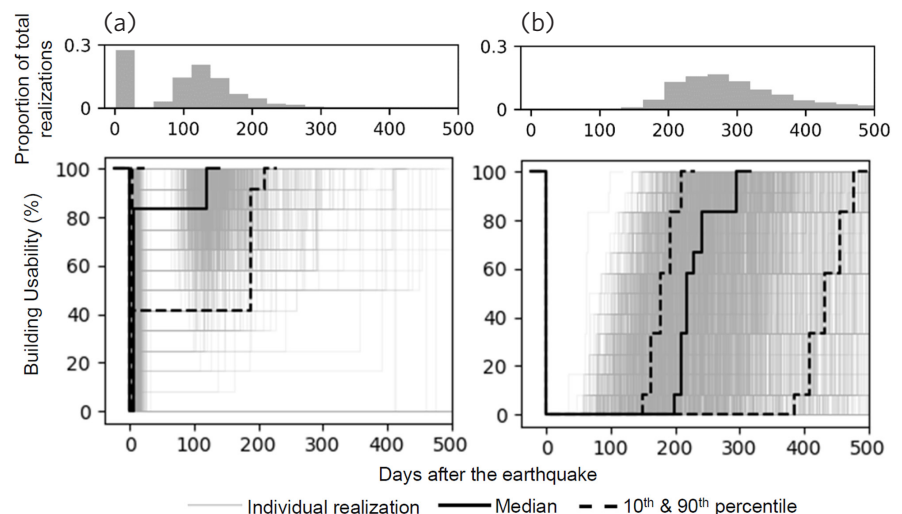 (a)
(b)
Proportion of total
realizations
0.3
0
0 100 200 300 400 500
0.3
0
0 100 200 300 400 500
Building Usability (%)
100
80
60
40
20
0
0 100 200 300 400 500
100
80
60
40
20
0
0 100 200 300 400 500
Days after the earthquake
Individual realization
Median
10th & 90th percentile